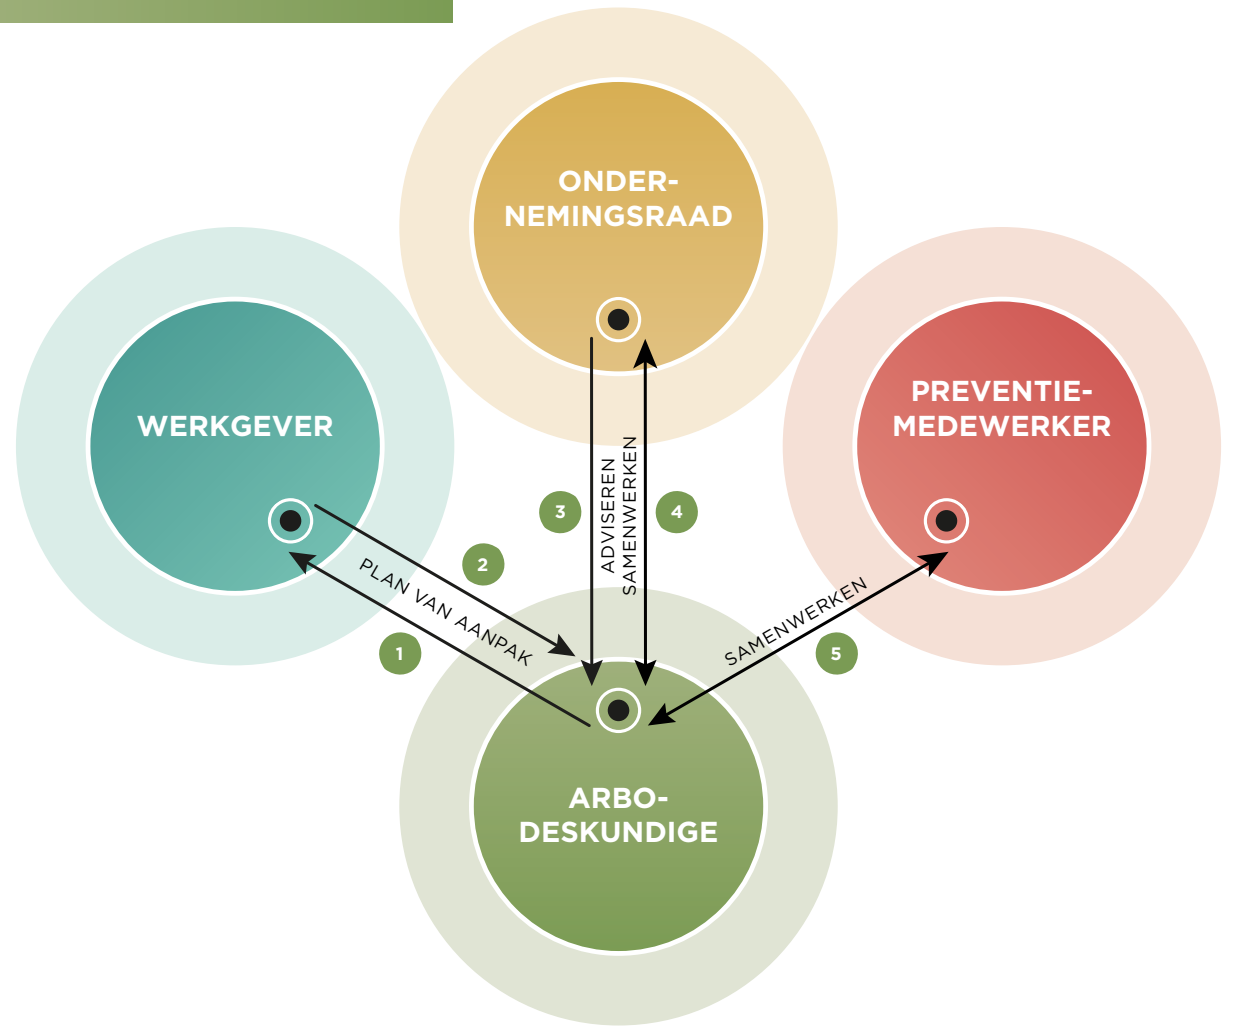 ONDER-
NEMINGSRAAD
WERKGEVER
PREVENTIE-
MEDEWERKER
3
ADVISEREN
SAMENWERKEN
4
2
PLAN VAN AANPAK
1
SAMENWERKEN
5
ARBO-
DESKUNDIGE